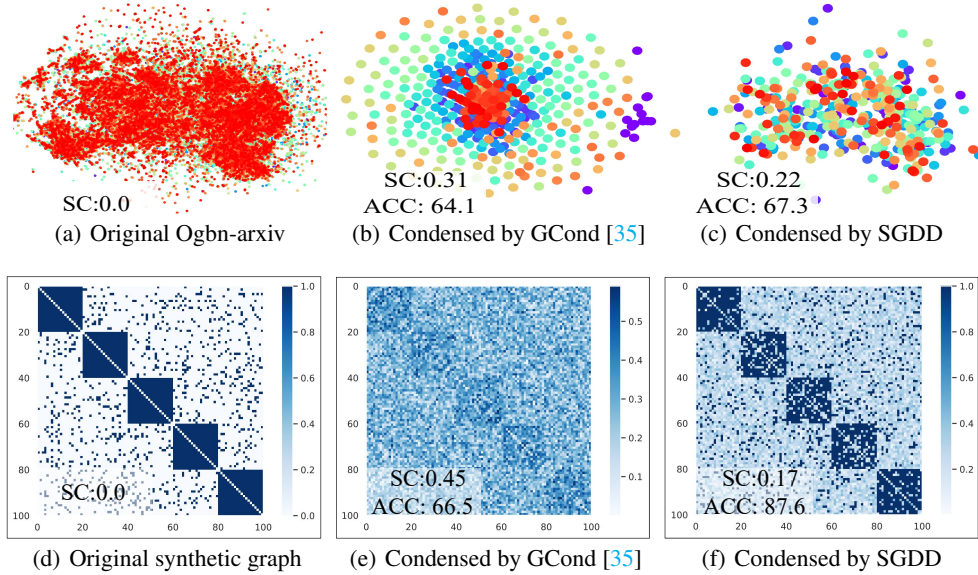 SC:0.0
(a) Original Ogbn-arxiv
SC:0.31
ACC: 64.1
(b) Condensed by GCond [35]
SC:0.22
ACC: 67.3
(c) Condensed by SGDD
0
20
40
60
80
100
0 20 40 60 80 100
1.0
0.8
0.6
0.4
0.2
0.0
SC:0.0
(d) Original synthetic graph
0
20
40
60
80
100
0 20 40 60 80 100
0.5
0.4
0.3
0.2
0.1
SC:0.45
ACC: 66.5
(e) Condensed by GCond [35]
0
20
40
60
80
100
0 20 40 60 80 100
1.0
0.8
0.6
0.4
0.2
SC:0.17
ACC: 87.6
(f) Condensed by SGDD